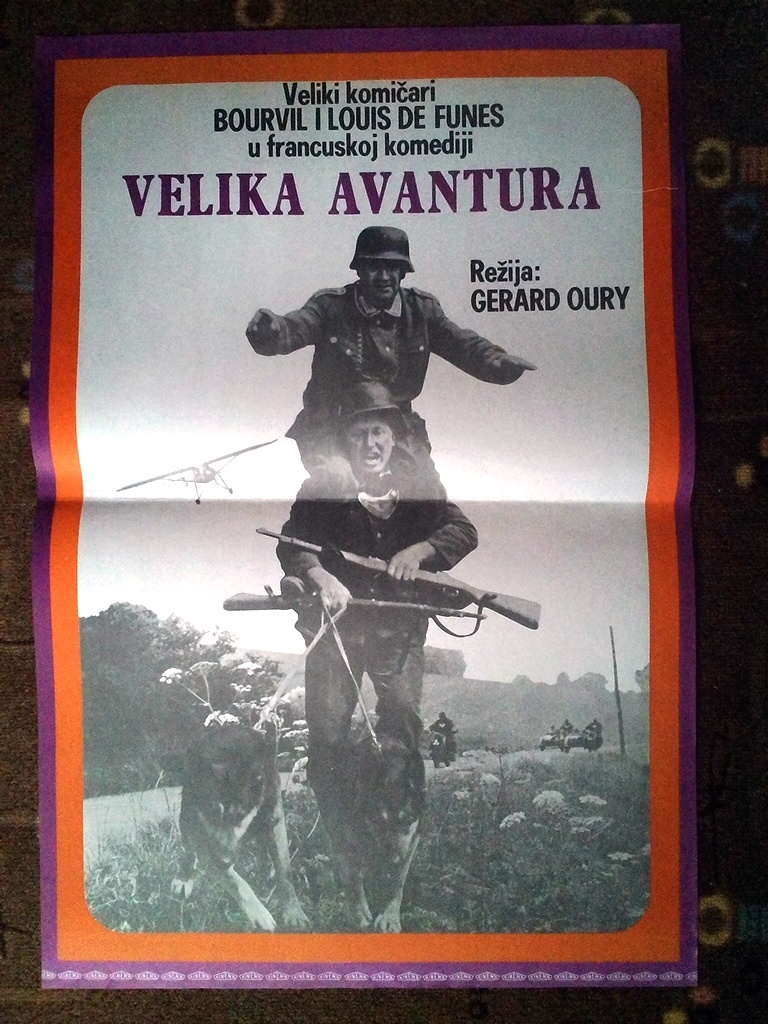 Veliki komičari
BOURVIL I LOUIS DE FUNES
u francuskoj komediji
VELIKA AVANTURA
Režija:
GERARD OURY